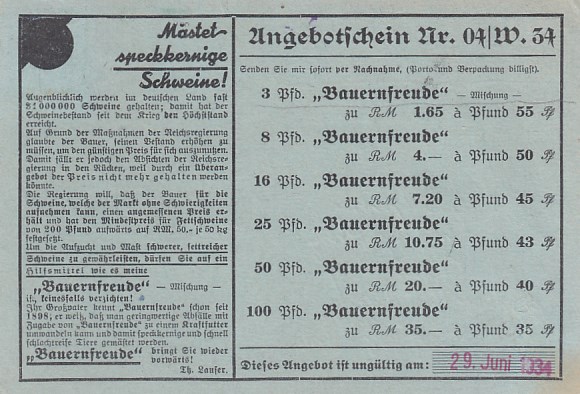 Mästet
speckkernige
Schweine!
Augenblicklich werden im deutschen Land fast
25000000 Schweine gehalten; damit hat der
Schweinebestand seit dem Krieg den Höchststand
erreicht.
Auf Grund der Maßnahmen der Reichsregierung
glaubte der Bauer, seinen Bestand erhöhen zu
müssen, um den günstigen Preis für sich auszunutzen.
Damit fällt er jedoch den Absichten der Reichsre-
gierung in den Rücken, weil durch ein Überan-
gebot der Preis nicht mehr gehalten werden
könnte.
Die Regierung will, daß der Bauer für die
Schweine, welche der Markt ohne Schwierigkeiten
aufnehmen kann, einen angemessenen Preis er-
hält und hat den Mindestpreis für Fettschweine
von 200 Pfund aufwärts auf RM. 50.- je 50 kg
festgesetzt.
Um die Aufzucht und Mast schwerer, fettreicher
Schweine zu gewährleisten, dürfen Sie auf ein
Hilfsmittel wie es meine
„Bauernfreude" — Mischung —
ist, keinesfalls verzichten!
Ihr Großvater kennt „Bauernfreude" schon seit
1898; er weiß, daß man geringwertige Abfälle mit
Zugabe von „Bauernfreude" zu einem Kraftfutter
umwandeln kann und damit speckkernige und schnell
schlachtreife Tiere gemästet werden.
„Bauernfreude" bringt Sie wieder
vorwärts!
Th. Lauser.
Angebotschein Nr. 04/W. 34
Senden Sie mir sofort per Nachnahme, (Porto und Verpackung billigst).
3 Pfd. „Bauernfreude" — Mischung —
zu RM 1.65 à Pfund 55 Pf
8 Pfd. „Bauernfreude"
zu RM 4.— à Pfund 50 Pf
16 Pfd. „Bauernfreude"
zu RM 7.20 à Pfund 45 Pf
25 Pfd. „Bauernfreude"
zu RM 10.75 à Pfund 43 Pf
50 Pfd. „Bauernfreude"
zu RM 20.— à Pfund 40 Pf
100 Pfd. „Bauernfreude"
zu RM 35.— à Pfund 35 Pf
Dieses Angebot ist ungültig am: 29. Juni 1934